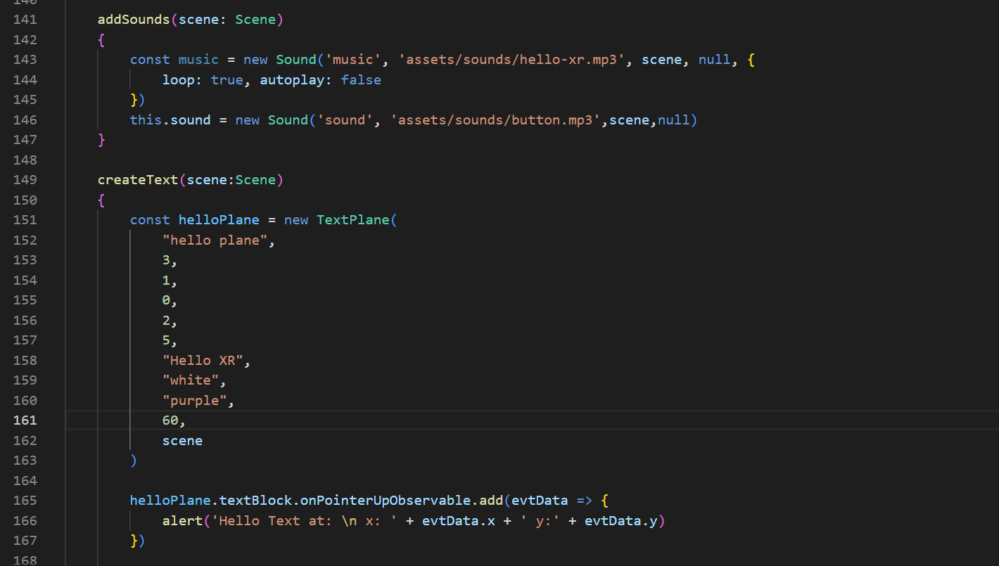 140
141 addSounds(scene: Scene)
142 {
143 const music = new Sound('music', 'assets/sounds/hello-xr.mp3', scene, null, {
144 loop: true, autoplay: false
145 })
146 this.sound = new Sound('sound', 'assets/sounds/button.mp3',scene,null)
147 }
148
149 createText(scene:Scene)
150 {
151 const helloPlane = new TextPlane(
152 "hello plane",
153 3,
154 1,
155 0,
156 2,
157 5,
158 "Hello XR",
159 "white",
160 "purple",
161 60,
162 scene
163 )
164
165 helloPlane.textBlock.onPointerUpObservable.add(evtData => {
166 alert('Hello Text at: \n x: ' + evtData.x + ' y:' + evtData.y)
167 })
168